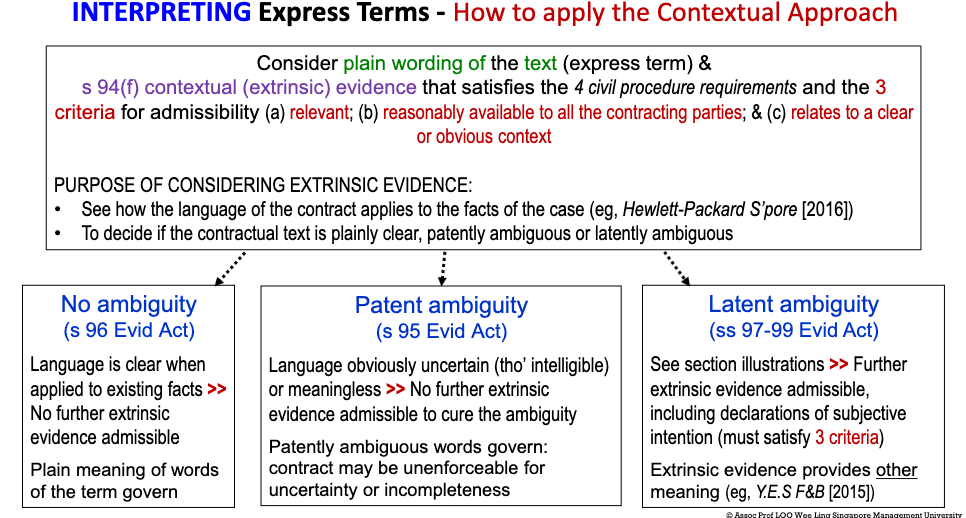 INTERPRETING Express Terms - How to apply the Contextual Approach
Consider plain wording of the text (express term) &
s 94(f) contextual (extrinsic) evidence that satisfies the 4 civil procedure requirements and the 3
criteria for admissibility (a) relevant; (b) reasonably available to all the contracting parties; & (c) relates to a clear
or obvious context
PURPOSE OF CONSIDERING EXTRINSIC EVIDENCE:
• See how the language of the contract applies to the facts of the case (eg, Hewlett-Packard S'pore [2016])
• To decide if the contractual text is plainly clear, patently ambiguous or latently ambiguous
No ambiguity
(s 96 Evid Act)
Language is clear when
applied to existing facts >>
No further extrinsic
evidence admissible
Plain meaning of words
of the term govern
Patent ambiguity
(s 95 Evid Act)
Language obviously uncertain (tho' intelligible)
or meaningless >> No further extrinsic
evidence admissible to cure the ambiguity
Patently ambiguous words govern:
contract may be unenforceable for
uncertainty or incompleteness
Latent ambiguity
(ss 97-99 Evid Act)
See section illustrations >> Further
extrinsic evidence admissible,
including declarations of subjective
intention (must satisfy 3 criteria)
Extrinsic evidence provides other
meaning (eg, Y.E.S F&B [2015])
© Assoc Prof LOO Wee Ling Singapore Management University